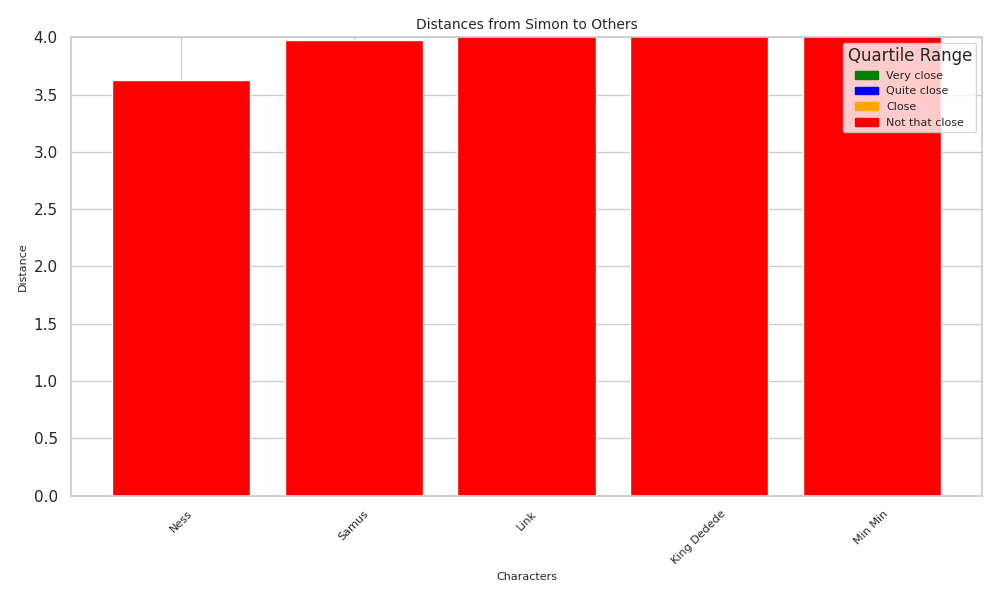 Distances from Simon to Others
4.0
3.5
3.0
2.5
2.0
1.5
1.0
0.5
0.0
Distance
Quartile Range
Very close
Quite close
Close
Not that close
Ness
Samus
Link
King Dedede
Min Min
Characters